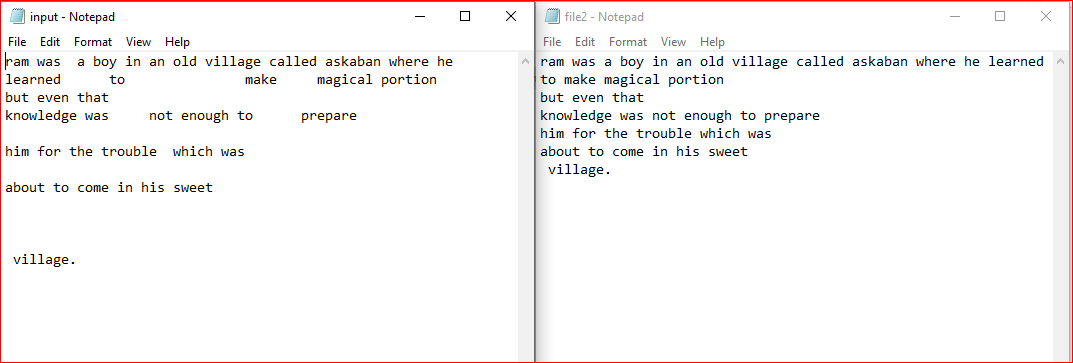 input - Notepad
File Edit Format View Help
ram was  a boy in an old village called askaban where he
learned      to               make     magical portion
but even that
knowledge was     not enough to      prepare
him for the trouble  which was
about to come in his sweet
 village.
file2 - Notepad
File Edit Format View Help
ram was a boy in an old village called askaban where he learned
to make magical portion
but even that
knowledge was not enough to prepare
him for the trouble which was
about to come in his sweet
 village.